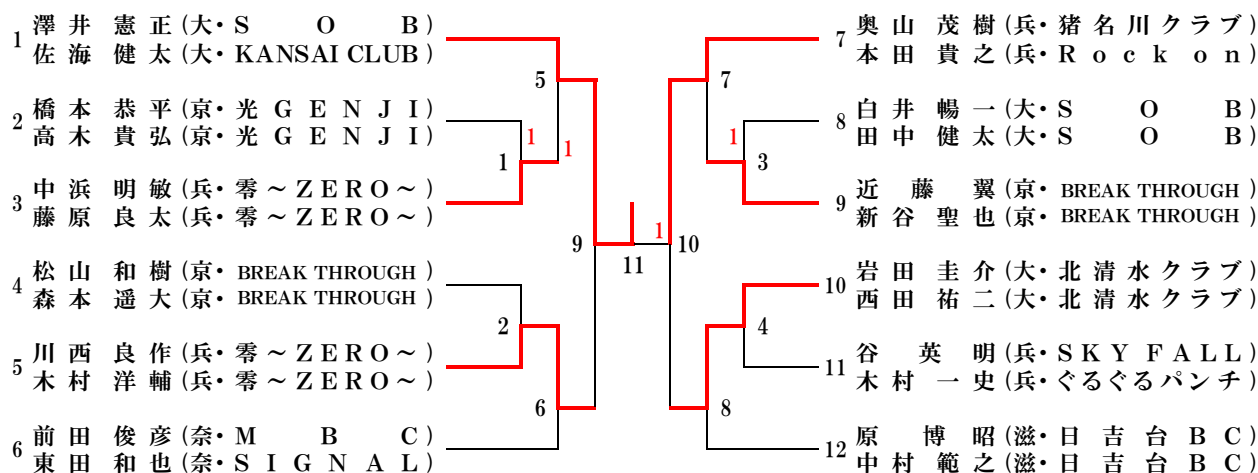 1
澤井 憲正(大・S O B)
佐海 健太(大・KANSAI CLUB)
2
橋本 恭平(京・光GENJI)
高木 貴弘(京・光GENJI)
3
中浜 明敏(兵・零～ZERO～)
藤原 良太(兵・零～ZERO～)
4
松山 和樹(京・BREAK THROUGH)
森本 遥大(京・BREAK THROUGH)
5
川西 良作(兵・零～ZERO～)
木村 洋輔(兵・零～ZERO～)
6
前田 俊彦(奈・M B C)
東田 和也(奈・SIGNAL)
5
1
1
1
9
2
6
11
7
1
3
1
10
4
8
7
奥山 茂樹(兵・猪名川クラブ)
本田 貴之(兵・Rock on)
8
白井 暢一(大・S O B)
田中 健太(大・S O B)
9
近藤 翼(京・BREAK THROUGH)
新谷 聖也(京・BREAK THROUGH)
10
岩田 圭介(大・北清水クラブ)
西田 祐二(大・北清水クラブ)
11
谷 英明(兵・SKY FALL)
木村 一史(兵・ぐるぐるパンチ)
12
原 博昭(滋・日吉台BC)
中村 範之(滋・日吉台BC)